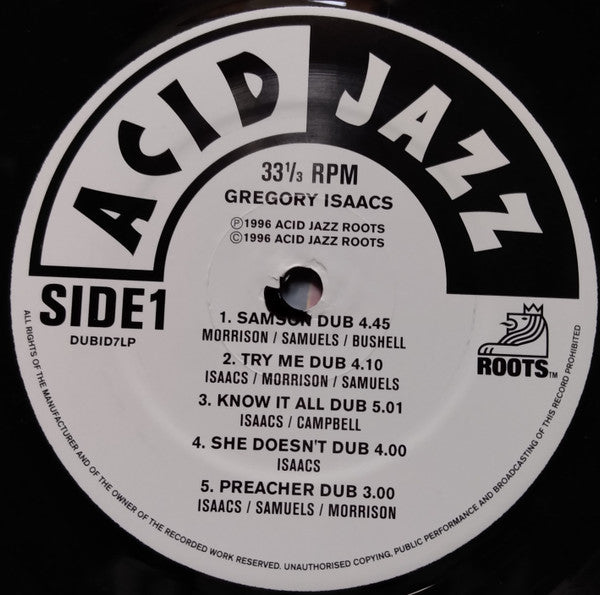 ACID JAZZ
33⅓ RPM
GREGORY ISAACS
Ⓟ1996 ACID JAZZ ROOTS
©1996 ACID JAZZ ROOTS
SIDE1
DUBID7LP
ROOTS™
1. SAMSON DUB 4.45
MORRISON / SAMUELS / BUSHELL
2. TRY ME DUB 4.10
ISAACS / MORRISON / SAMUELS
3. KNOW IT ALL DUB 5.01
ISAACS / CAMPBELL
4. SHE DOESN'T DUB 4.00
ISAACS
5. PREACHER DUB 3.00
ISAACS / SAMUELS / MORRISON
ALL RIGHTS OF THE MANUFACTURER AND OF THE OWNER OF THE RECORDED WORK RESERVED. UNAUTHORISED COPYING, PUBLIC PERFORMANCE AND BROADCASTING OF THIS RECORD PROHIBITED